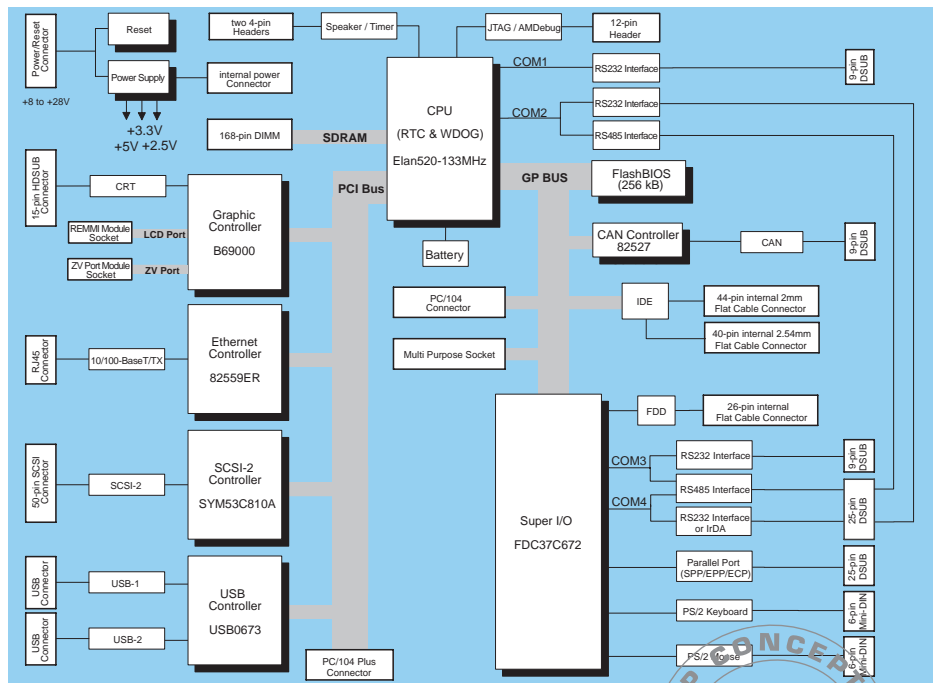 Power/Reset
Connector
+8 to +28V
Reset
Power Supply
+3.3V
+5V +2.5V
internal power
Connector
two 4-pin
Headers
Speaker / Timer
JTAG / AMDebug
12-pin
Header
168-pin DIMM
SDRAM
CPU
(RTC & WDOG)
Elan520-133MHz
COM1
RS232 Interface
9-pin
DSUB
COM2
RS232 Interface
RS485 Interface
PCI Bus
GP BUS
FlashBIOS
(256 kB)
Battery
CAN Controller
82527
CAN
9-pin
DSUB
15-pin HDSUB
Connector
CRT
REMMI Module
Socket
LCD Port
ZV Port Module
Socket
ZV Port
Graphic
Controller
B69000
PC/104
Connector
IDE
44-pin internal 2mm
Flat Cable Connector
40-pin internal 2.54mm
Flat Cable Connector
Multi Purpose Socket
RJ45
Connector
10/100-BaseT/TX
Ethernet
Controller
82559ER
FDD
26-pin internal
Flat Cable Connector
50-pin SCSI
Connector
SCSI-2
SCSI-2
Controller
SYM53C810A
Super I/O
FDC37C672
COM3
RS232 Interface
9-pin
DSUB
RS485 Interface
COM4
RS232 Interface
or IrDA
25-pin
DSUB
Parallel Port
(SPP/EPP/ECP)
25-pin
DSUB
USB
Connector
USB-1
USB
Connector
USB-2
USB
Controller
USB0673
PC/104 Plus
Connector
PS/2 Keyboard
6-pin
Mini-DIN
PS/2 Mouse
6-pin
Mini-DIN